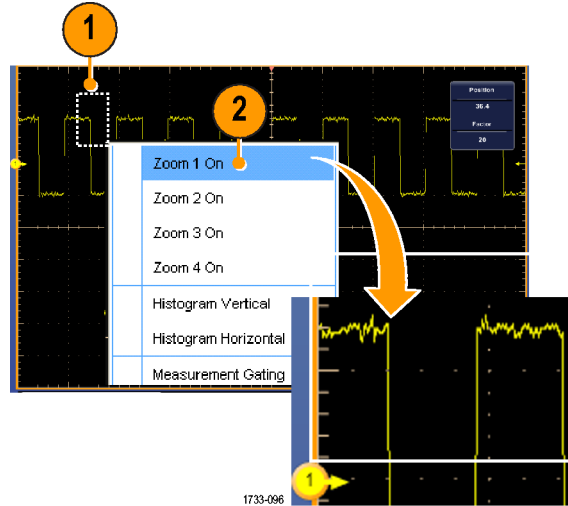 1
2
Position
36.4
Factor
20
Zoom 1 On
Zoom 2 On
Zoom 3 On
Zoom 4 On
Histogram Vertical
Histogram Horizontal
Measurement Gating
1
1733-096